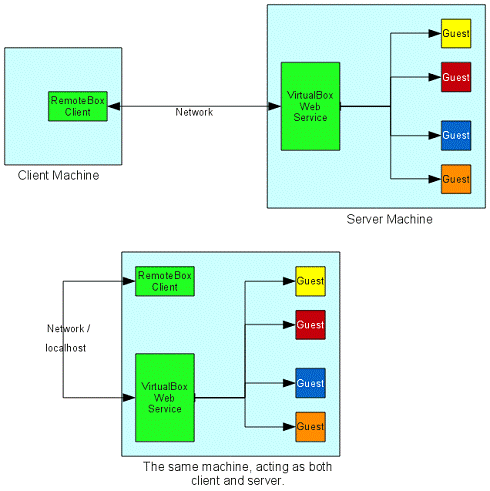 RemoteBox
Client
Network
VirtualBox
Web
Service
Guest
Guest
Guest
Guest
Client Machine
Server Machine
RemoteBox
Client
Network /
localhost
VirtualBox
Web
Service
Guest
Guest
Guest
Guest
The same machine, acting as both
client and server.